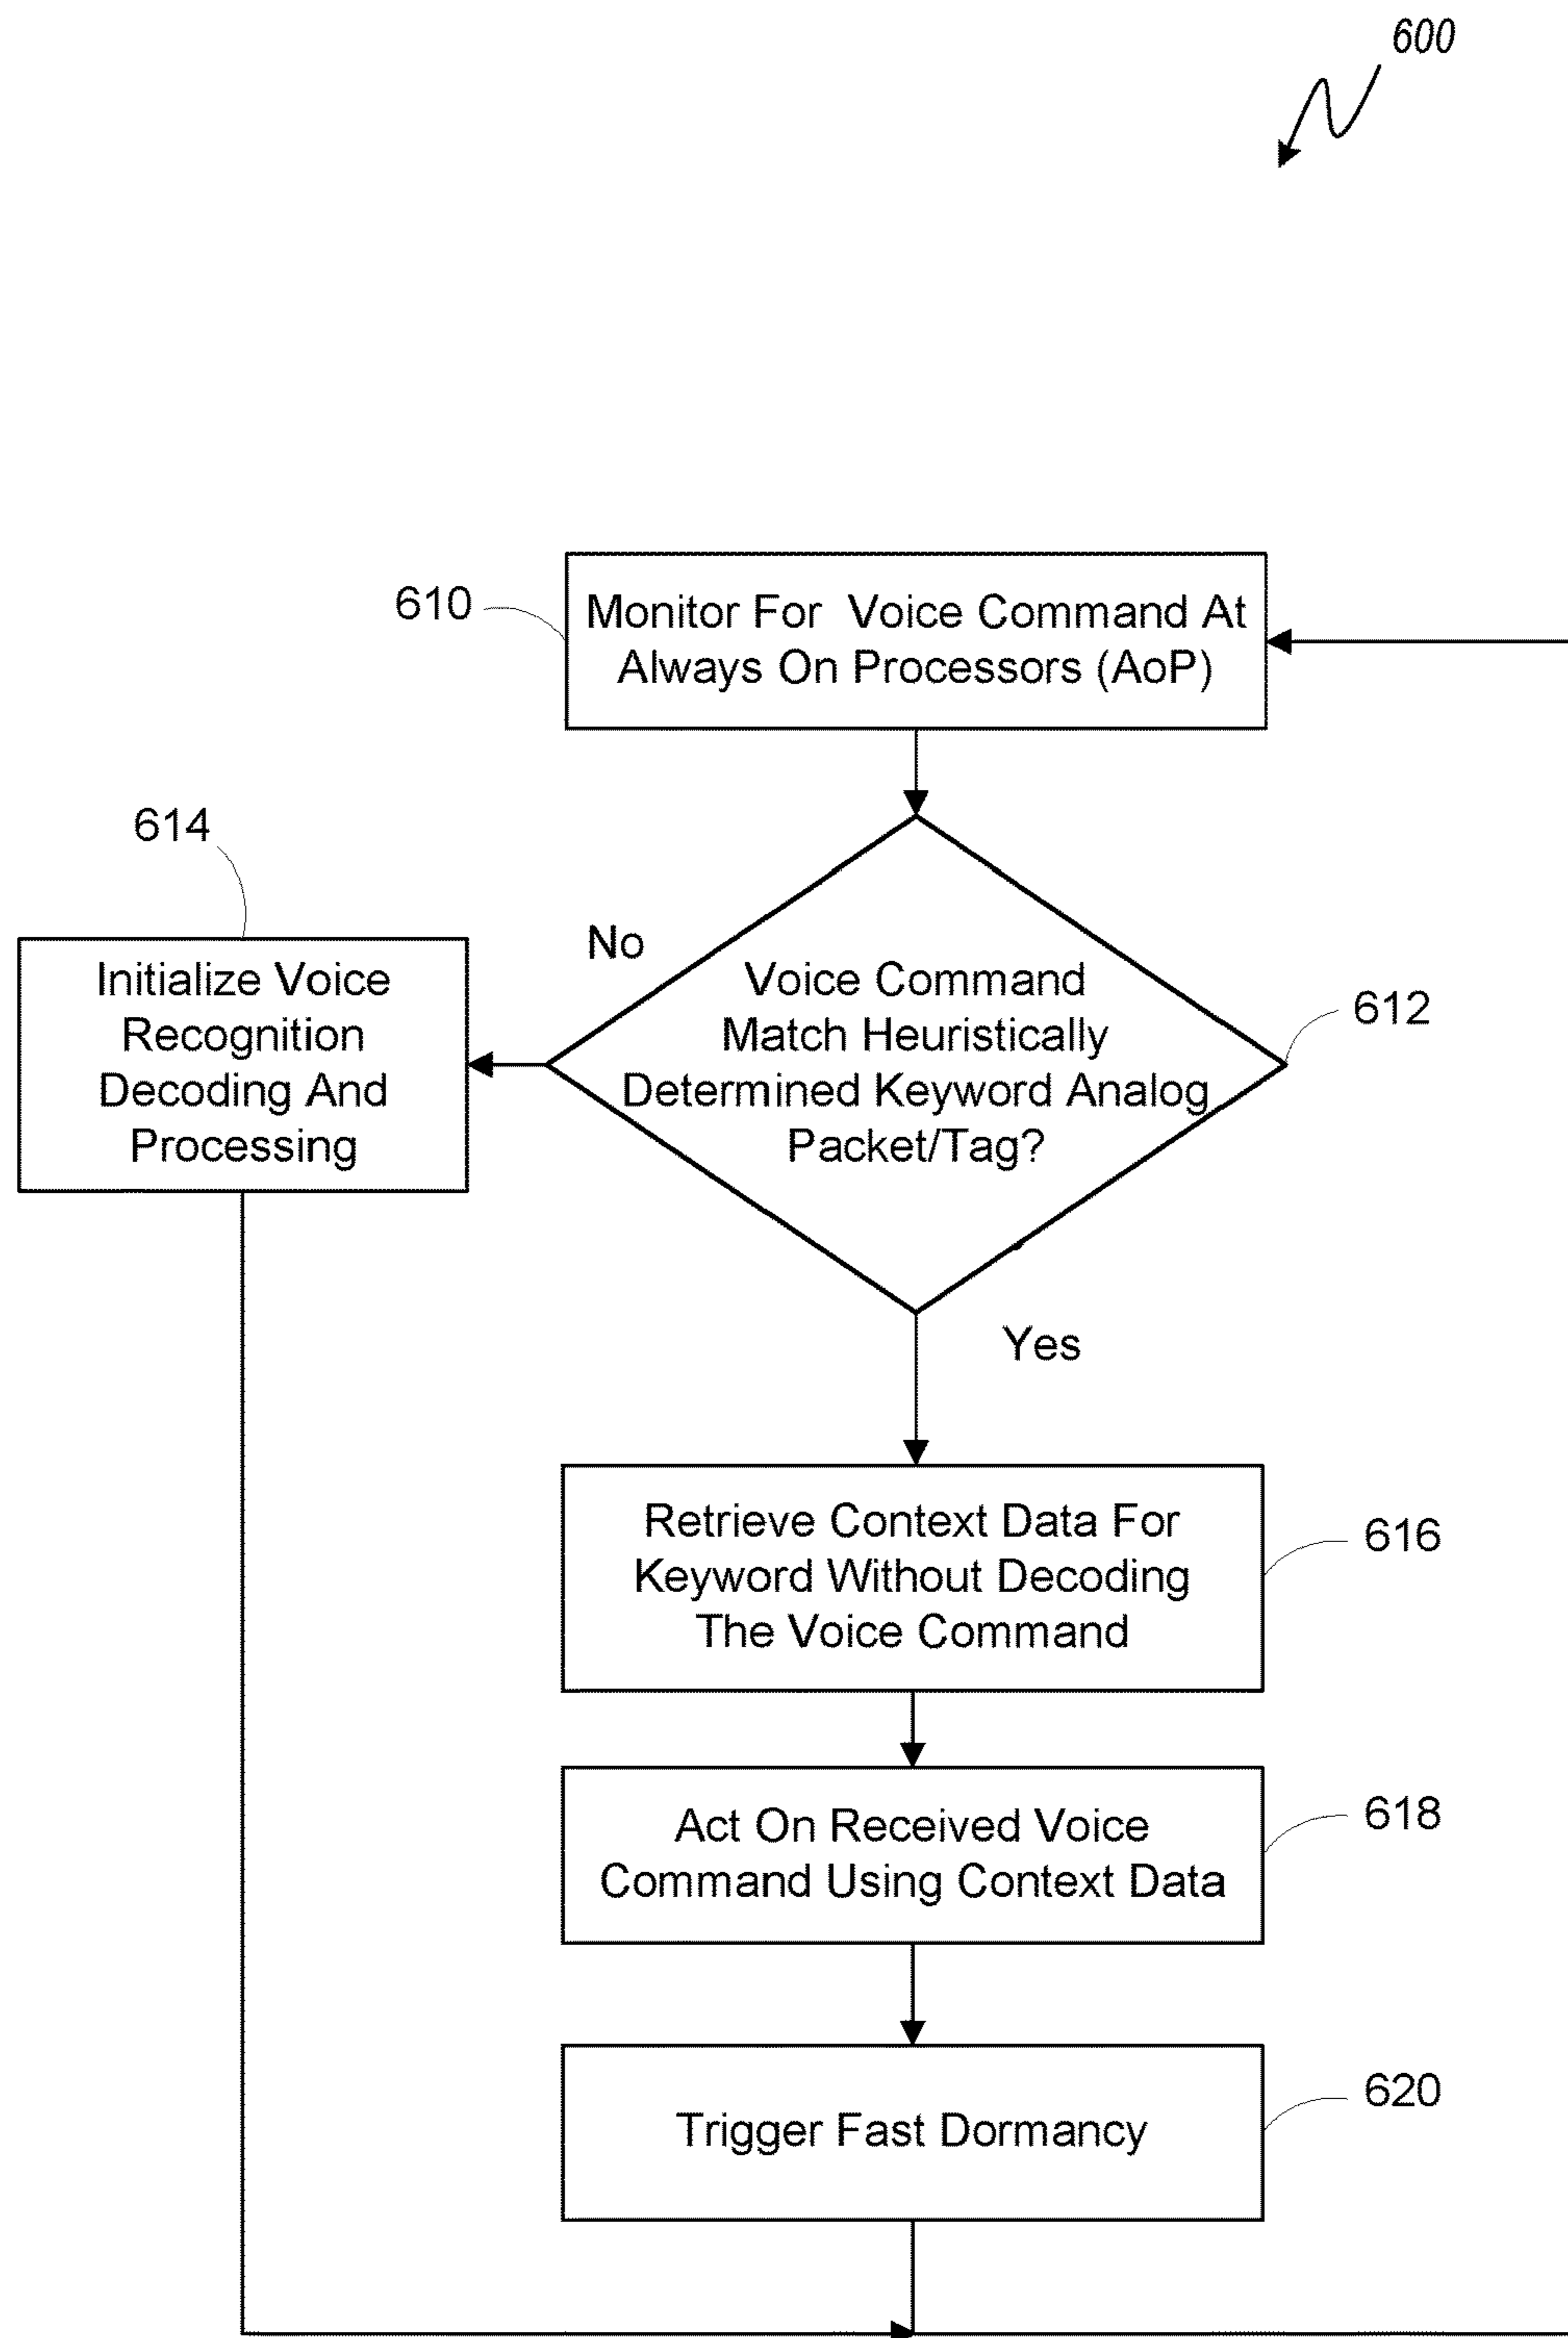 600
610
Monitor For Voice Command At
Always On Processors (AoP)
614
Initialize Voice
Recognition
Decoding And
Processing
No
Voice Command
Match Heuristically
Determined Keyword Analog
Packet/Tag?
612
Yes
Retrieve Context Data For
Keyword Without Decoding
The Voice Command
616
Act On Received Voice
Command Using Context Data
618
Trigger Fast Dormancy
620